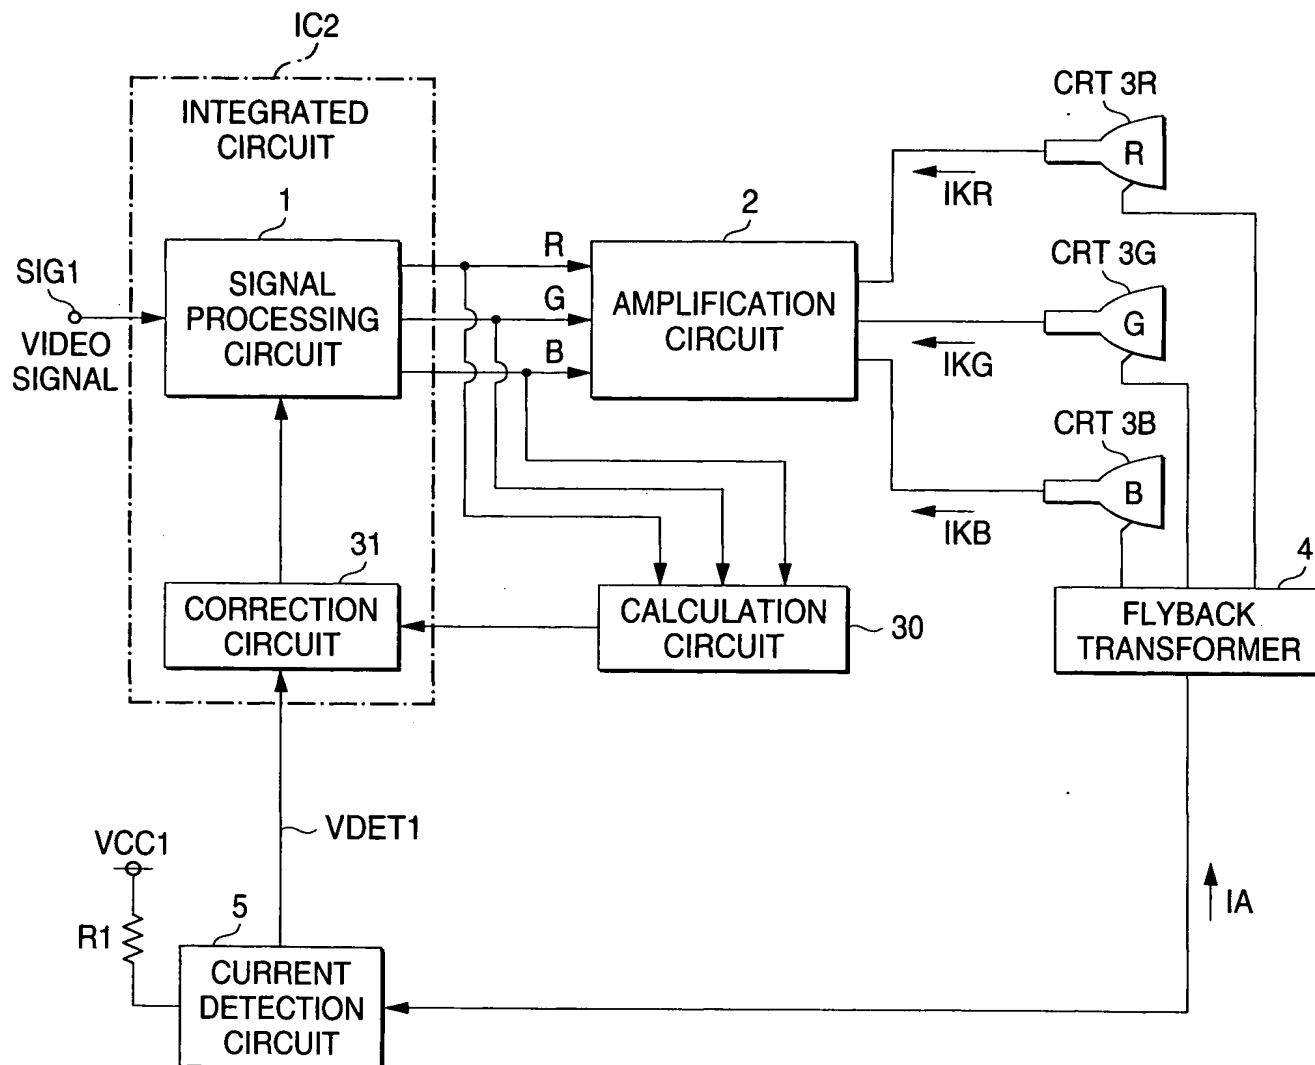 IC2
INTEGRATED
CIRCUIT
CRT 3R
R
IKR
1
2
SIG1
VIDEO
SIGNAL
SIGNAL
PROCESSING
CIRCUIT
R
G
B
AMPLIFICATION
CIRCUIT
CRT 3G
G
IKG
CRT 3B
B
IKB
31
CORRECTION
CIRCUIT
CALCULATION
CIRCUIT
30
4
FLYBACK
TRANSFORMER
VDET1
VCC1
R1
5
CURRENT
DETECTION
CIRCUIT
IA